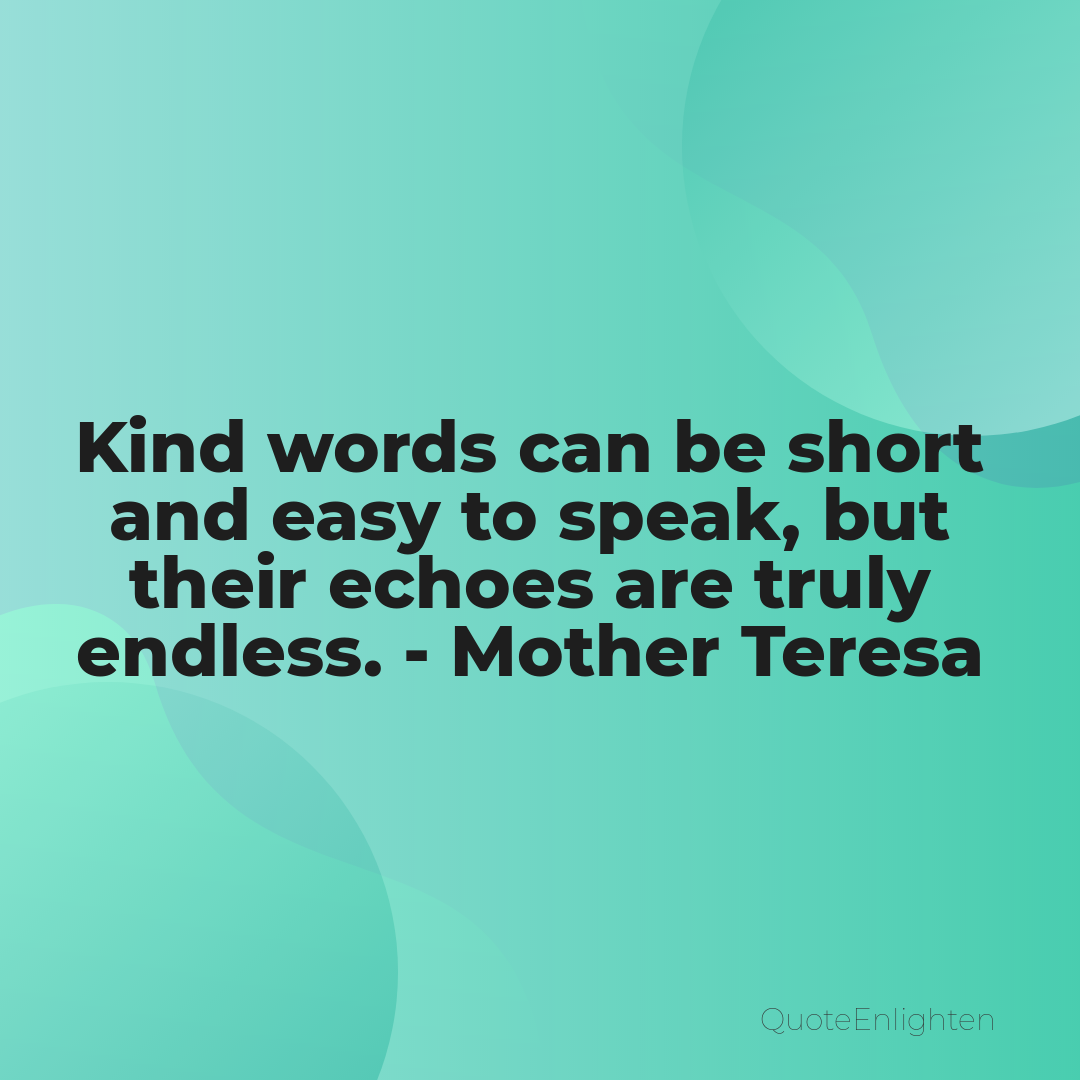 Kind words can be short
and easy to speak, but
their echoes are truly
endless. - Mother Teresa
QuoteEnlighten